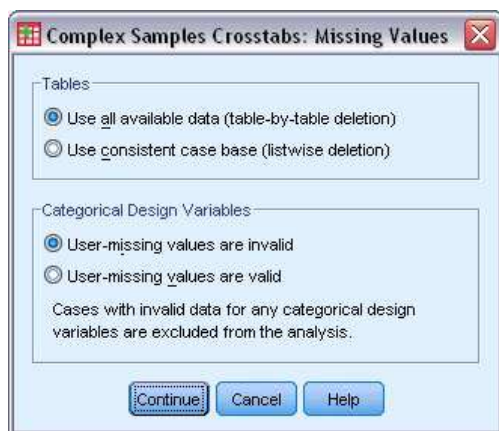 Complex Samples Crosstabs: Missing Values
Tables
Use all available data (table-by-table deletion)
Use consistent case base (listwise deletion)
Categorical Design Variables
User-missing values are invalid
User-missing values are valid
Cases with invalid data for any categorical design
variables are excluded from the analysis.
Continue Cancel Help